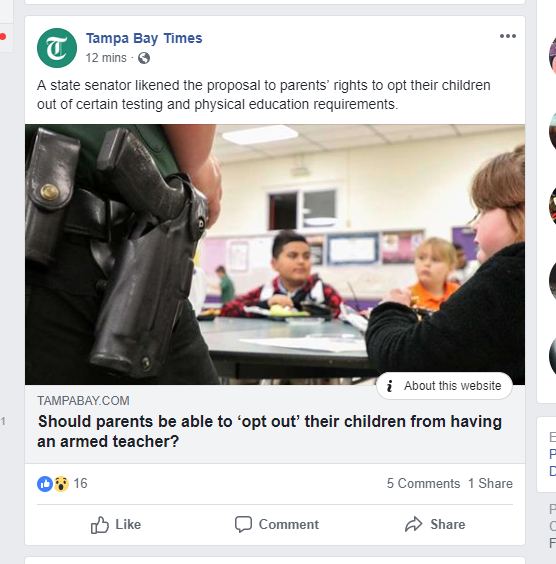 Tampa Bay Times
12 mins ·
A state senator likened the proposal to parents' rights to opt their children
out of certain testing and physical education requirements.
i About this website
TAMPABAY.COM
Should parents be able to 'opt out' their children from having
an armed teacher?
16
5 Comments 1 Share
Like
Comment
Share
1
E
P
D
P
C
F